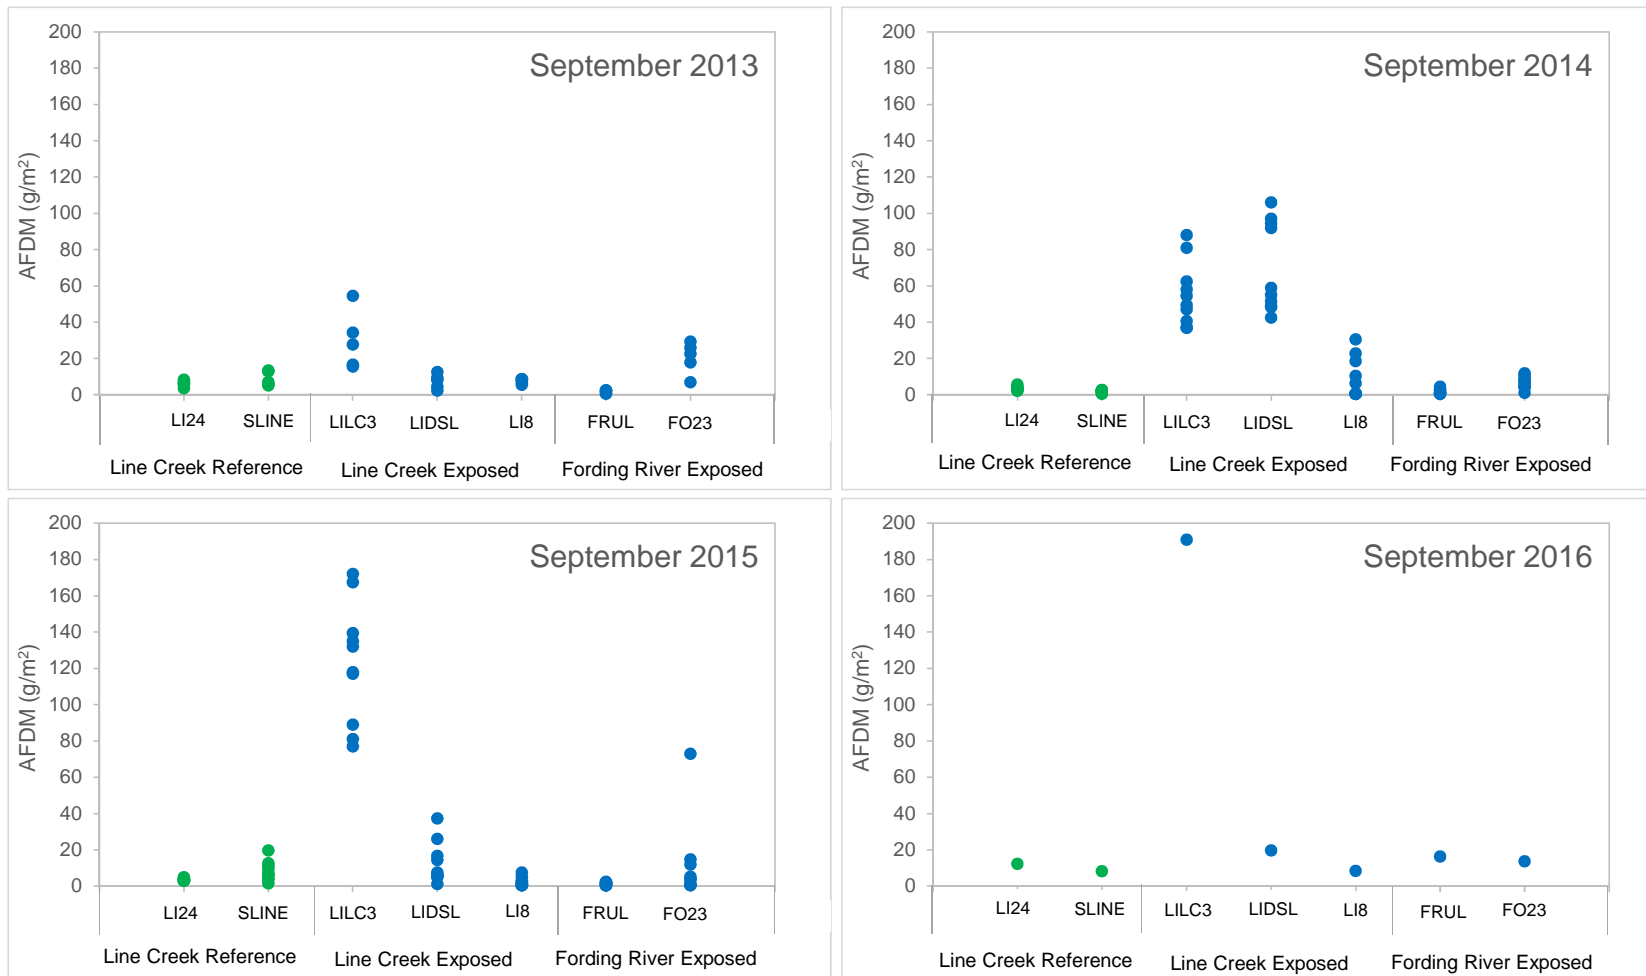 September 2013
AFDM (g/m²)
200
180
160
140
120
100
80
60
40
20
0
LI24 SLINE LILC3 LIDSL LI8 FRUL FO23
Line Creek Reference Line Creek Exposed Fording River Exposed
September 2014
AFDM (g/m²)
200
180
160
140
120
100
80
60
40
20
0
LI24 SLINE LILC3 LIDSL LI8 FRUL FO23
Line Creek Reference Line Creek Exposed Fording River Exposed
September 2015
AFDM (g/m²)
200
180
160
140
120
100
80
60
40
20
0
LI24 SLINE LILC3 LIDSL LI8 FRUL FO23
Line Creek Reference Line Creek Exposed Fording River Exposed
September 2016
AFDM (g/m²)
200
180
160
140
120
100
80
60
40
20
0
LI24 SLINE LILC3 LIDSL LI8 FRUL FO23
Line Creek Reference Line Creek Exposed Fording River Exposed